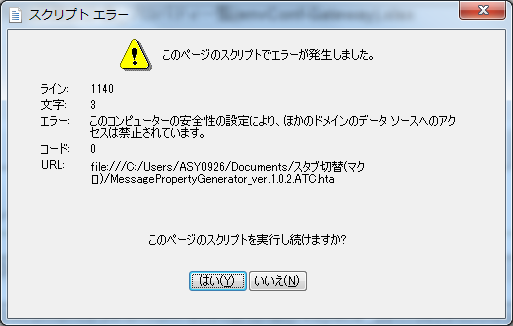 スクリプト エラー
このページのスクリプトでエラーが発生しました。
ライン: 1140
文字: 3
エラー: このコンピューターの安全性の設定により、ほかのドメインのデータ ソースへのアク
セスは禁止されています。
コード: 0
URL: file:///C:/Users/ASY0926/Documents/スタブ切替(マク
ロ)/MessagePropertyGenerator_ver.1.0.2.ATC.hta
このページのスクリプトを実行し続けますか?
はい(Y) いいえ(N)